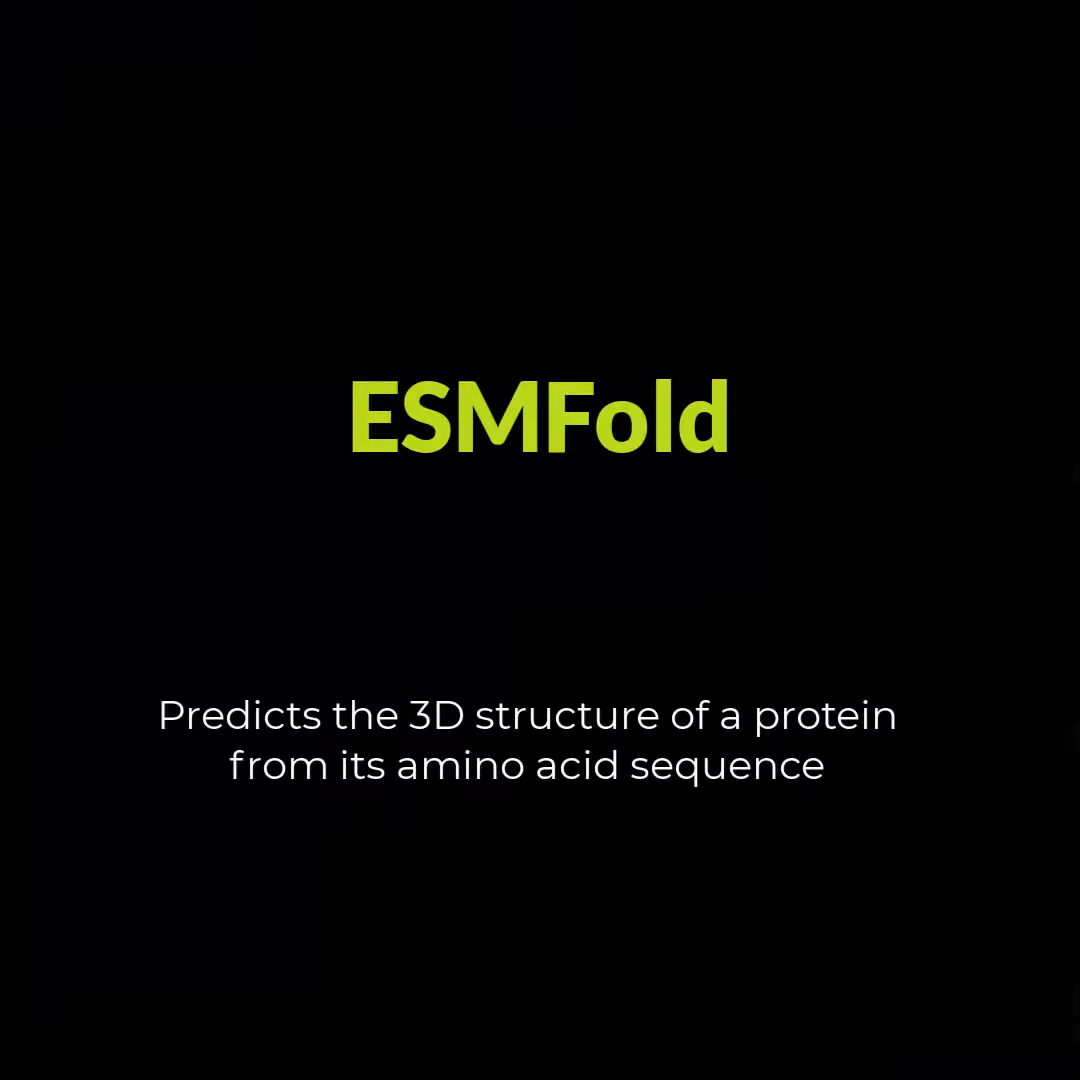 ESMFold
Predicts the 3D structure of a protein
from its amino acid sequence